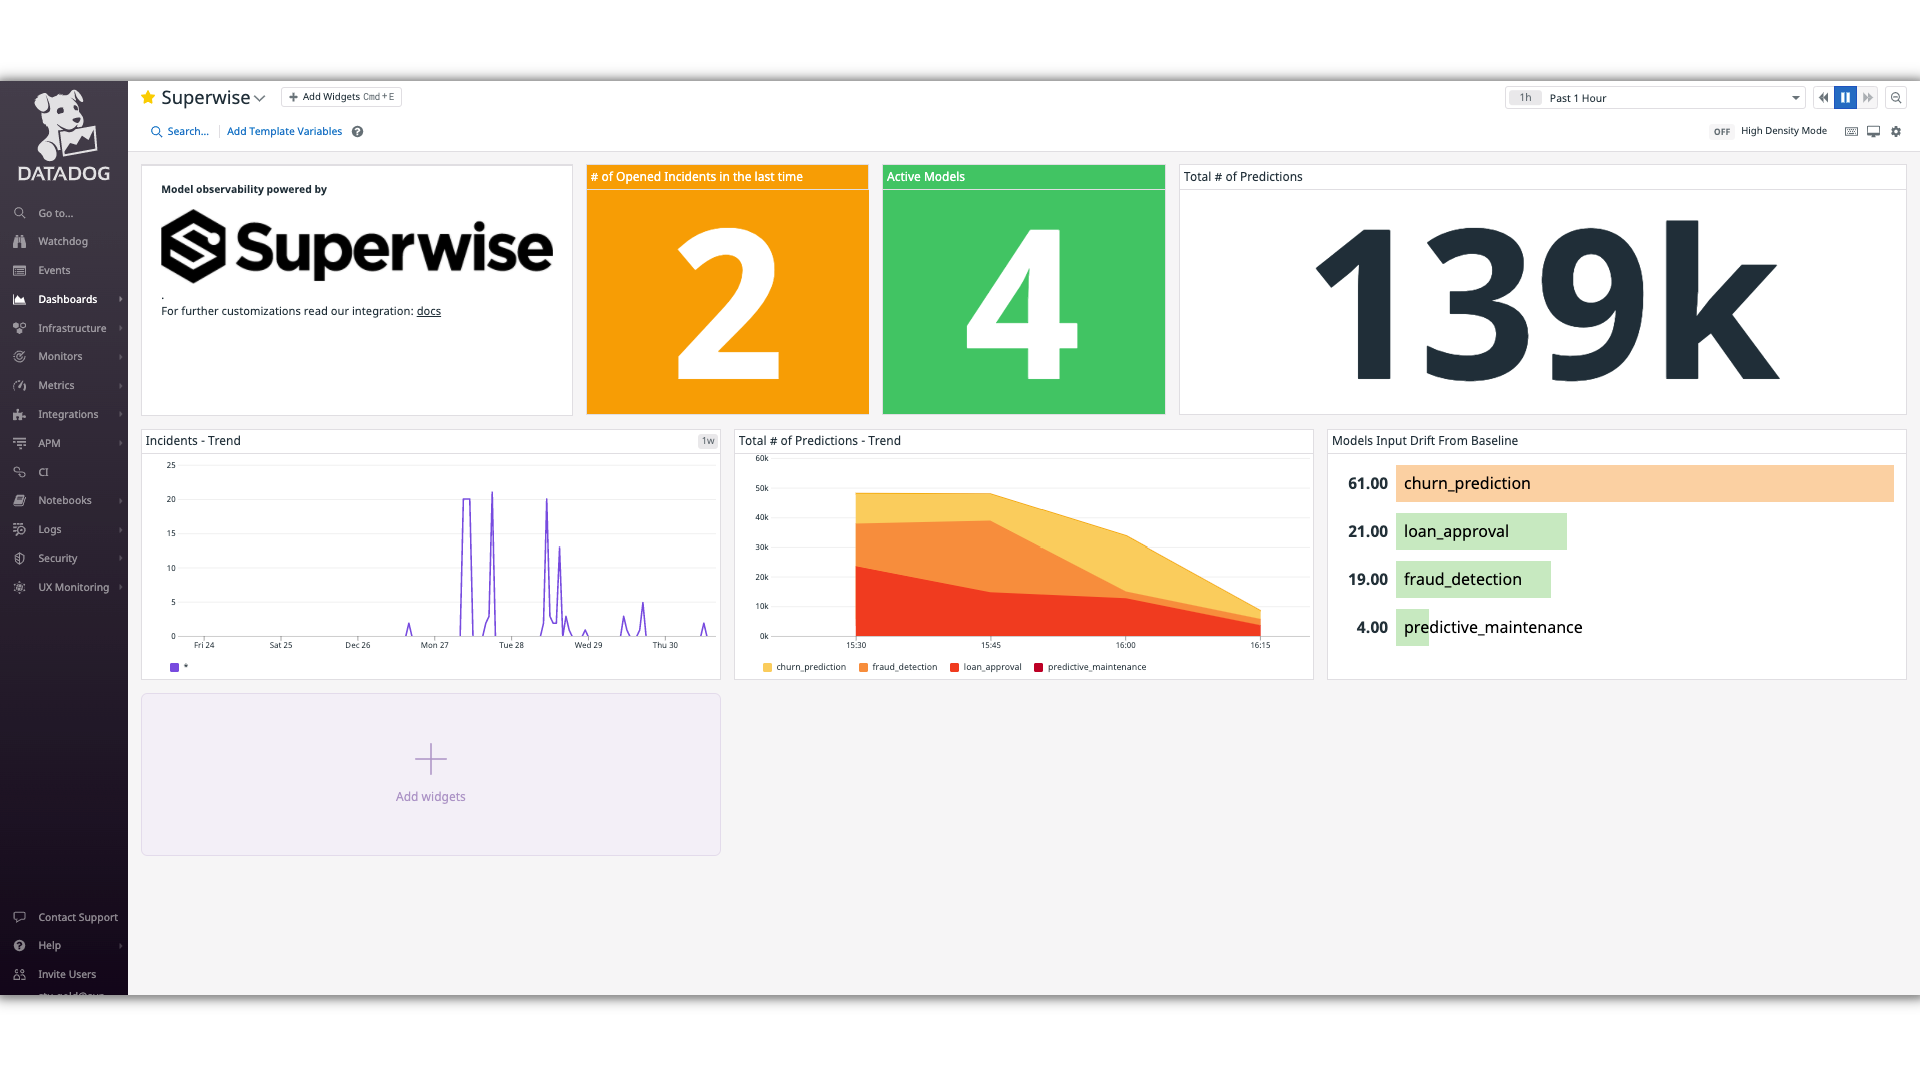 DATADOG
Go to...
Watchdog
Events
Dashboards
Infrastructure
Monitors
Metrics
Integrations
APM
CI
Notebooks
Logs
Security
UX Monitoring
Contact Support
Help
Invite Users
Superwise
Add Widgets Cmd+E
1h Past 1 Hour
Search...
Add Template Variables
?
OFF High Density Mode
Model observability powered by
Superwise
.
For further customizations read our integration: docs
# of Opened Incidents in the last time
2
Active Models
4
Total # of Predictions
139k
Incidents - Trend
1w
25
20
15
10
5
0
Fri 24 Sat 25 Dec 26 Mon 27 Tue 28 Wed 29 Thu 30
*
Total # of Predictions - Trend
60k
50k
40k
30k
20k
10k
0k
15:30 15:45 16:00 16:15
churn_prediction fraud_detection loan_approval predictive_maintenance
Models Input Drift From Baseline
61.00 churn_prediction
21.00 loan_approval
19.00 fraud_detection
4.00 predictive_maintenance
Add widgets